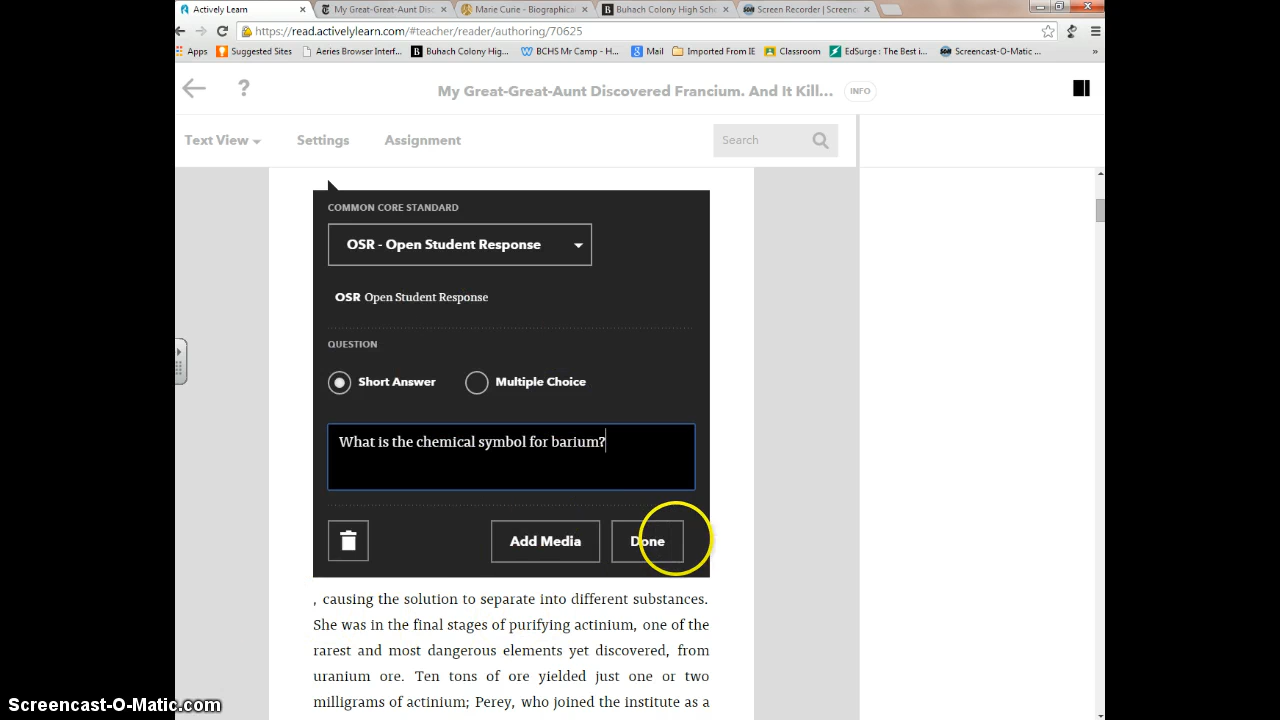 Actively Learn
My Great-Great-Aunt Disc
Marie Curie - Biographical
Buhach Colony High Scho
Screen Recorder | Screenc
https://read.activelylearn.com/#teacher/reader/authoring/70625
Apps
Suggested Sites
Aeries Browser Interf...
Buhach Colony Hig...
BCHS Mr Camp - H...
Mail
Imported From IE
Classroom
EdSurge : The Best i...
Screencast-O-Matic ...
»
?
My Great-Great-Aunt Discovered Francium. And It Kill...
INFO
Text View
Settings
Assignment
Search
COMMON CORE STANDARD
OSR - Open Student Response
OSR Open Student Response
QUESTION
Short Answer
Multiple Choice
What is the chemical symbol for barium?
Add Media
Done
, causing the solution to separate into different substances.
She was in the final stages of purifying actinium, one of the
rarest and most dangerous elements yet discovered, from
uranium ore. Ten tons of ore yielded just one or two
milligrams of actinium; Perey, who joined the institute as a
Screencast-O-Matic.com